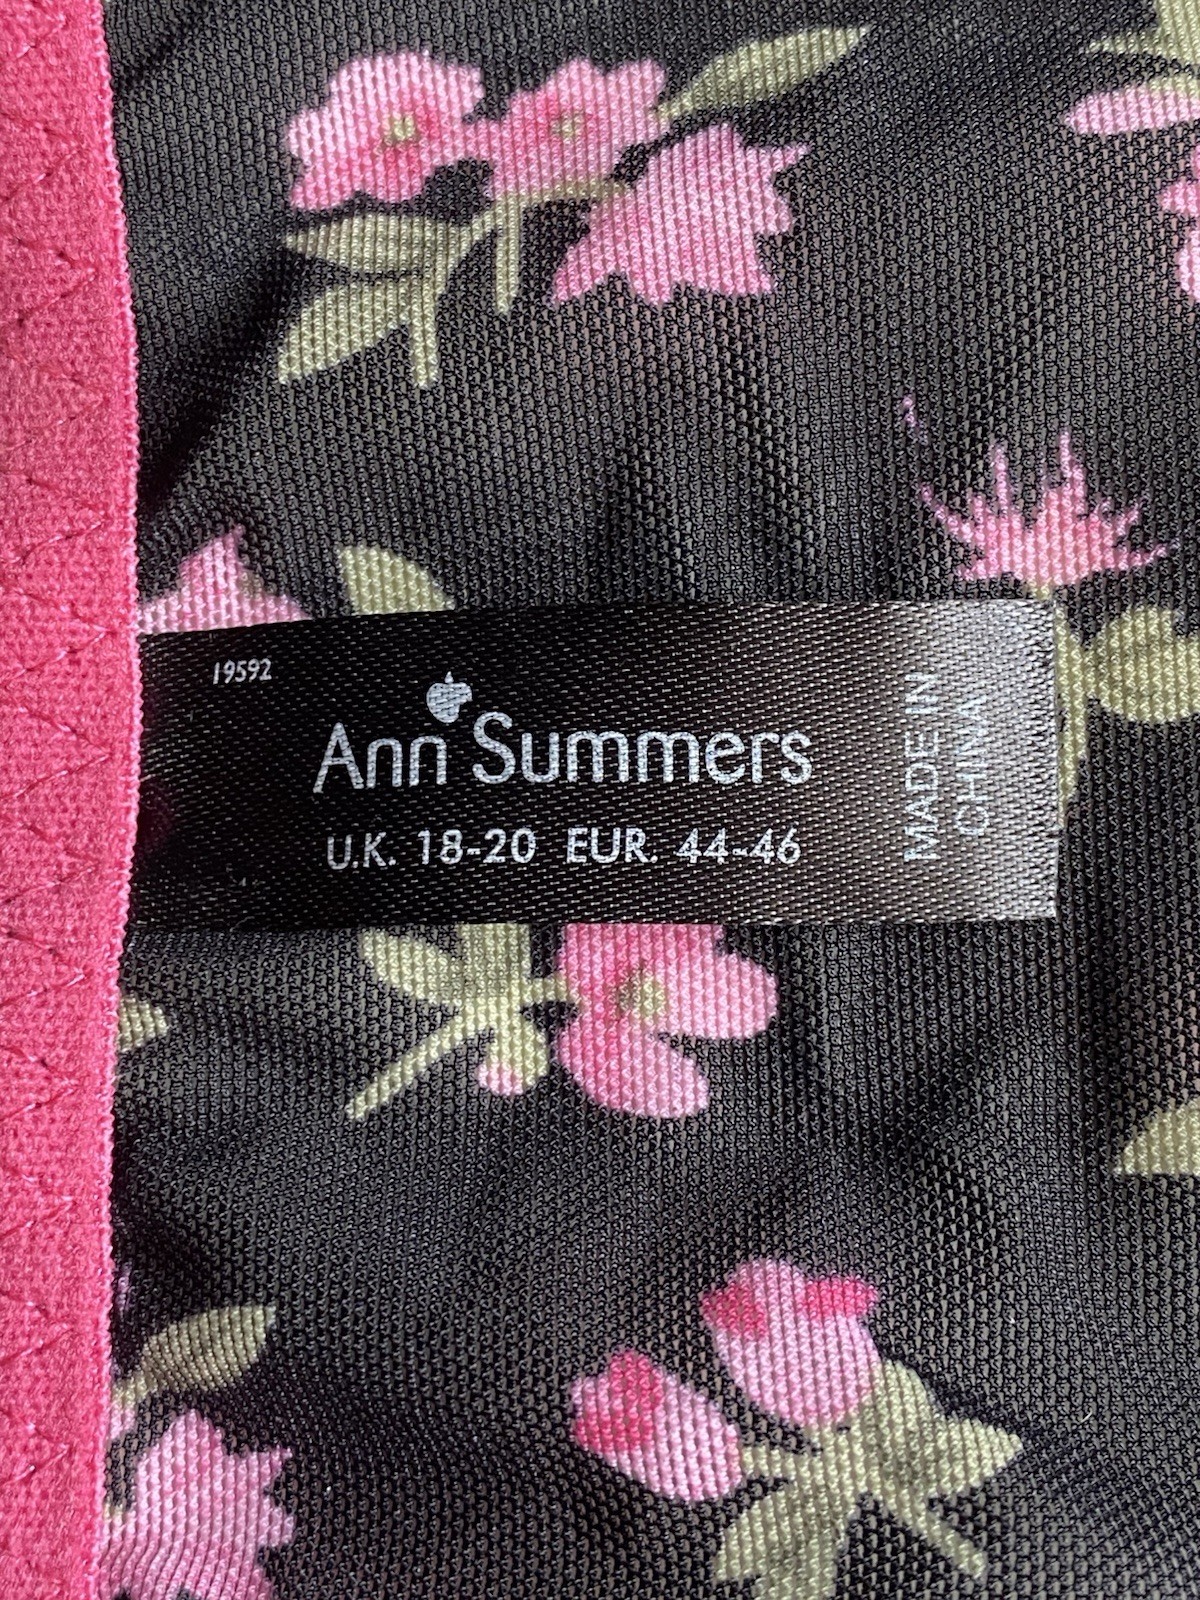 19592
Ann Summers
U.K. 18-20 EUR. 44-46
MADE IN
CHINA